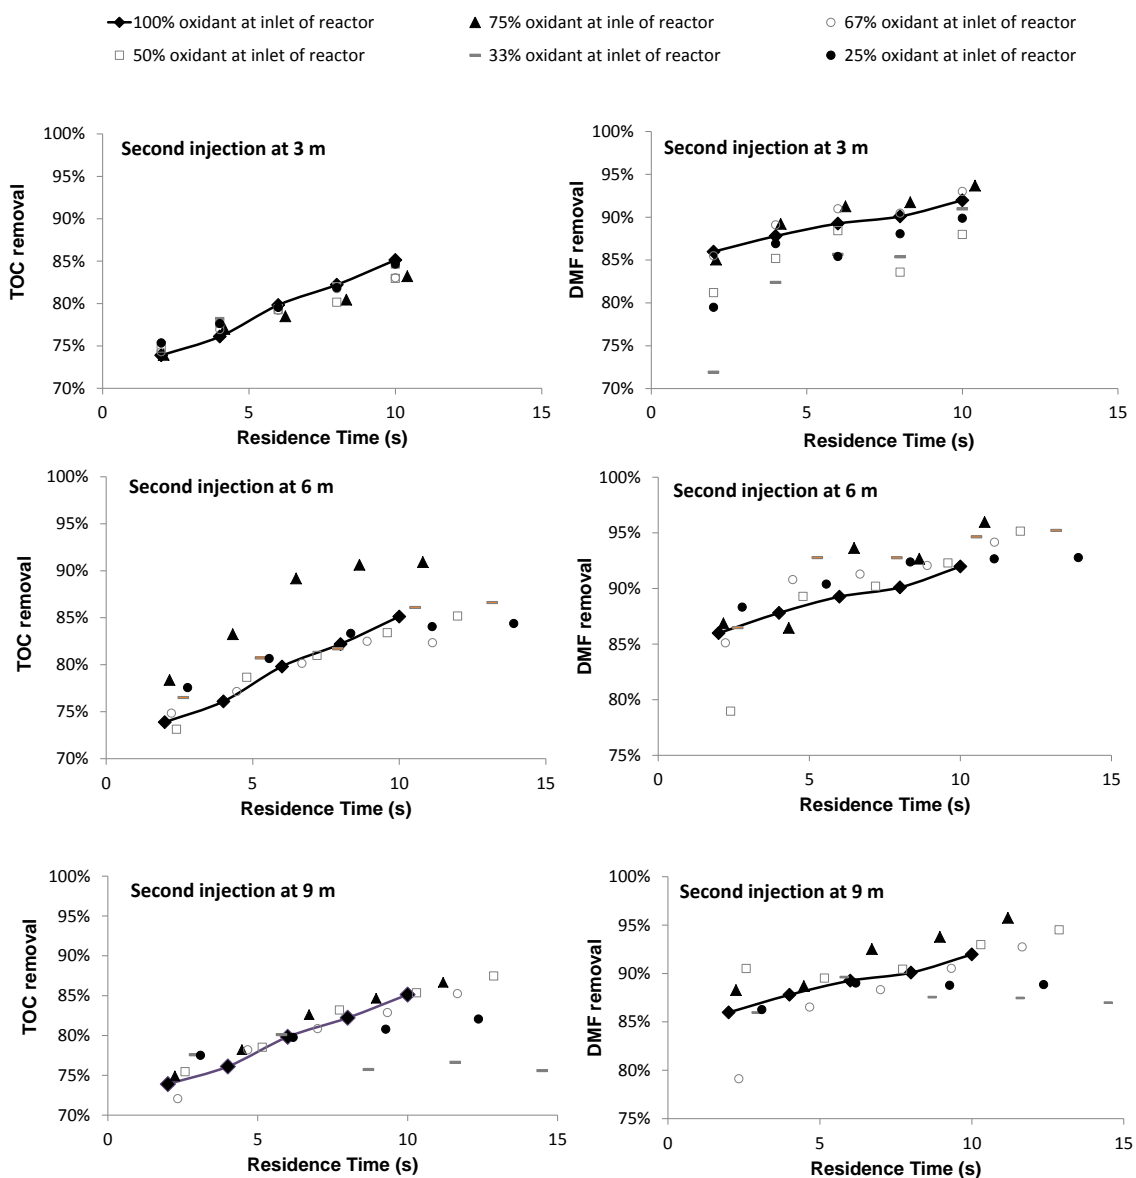 100% oxidant at inlet of reactor
75% oxidant at inle of reactor
67% oxidant at inlet of reactor
50% oxidant at inlet of reactor
33% oxidant at inlet of reactor
25% oxidant at inlet of reactor
Second injection at 3 m
TOC removal
100%
95%
90%
85%
80%
75%
70%
0 5 10 15
Residence Time (s)
Second injection at 3 m
DMF removal
100%
95%
90%
85%
80%
75%
70%
0 5 10 15
Residence Time (s)
Second injection at 6 m
TOC removal
100%
95%
90%
85%
80%
75%
70%
0 5 10 15
Residence Time (s)
Second injection at 6 m
DMF removal
100%
95%
90%
85%
80%
75%
0 5 10 15
Residence Time (s)
Second injection at 9 m
TOC removal
100%
95%
90%
85%
80%
75%
70%
0 5 10 15
Residence Time (s)
Second injection at 9 m
DMF removal
100%
95%
90%
85%
80%
75%
0 5 10 15
Residence Time (s)